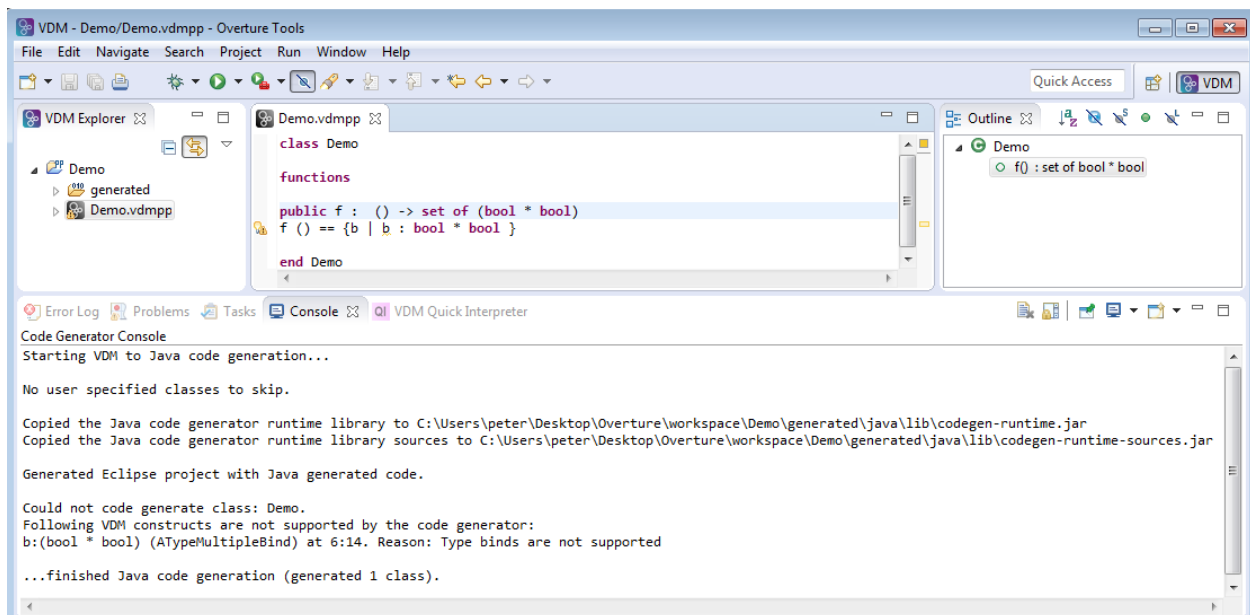 VDM - Demo/Demo.vdmpp - Overture Tools
File Edit Navigate Search Project Run Window Help
Quick Access
VDM
VDM Explorer
Demo
generated
Demo.vdmpp
Demo.vdmpp
class Demo
functions
public f : () -> set of (bool * bool)
f () == {b | b : bool * bool }
end Demo
Outline
Demo
f() : set of bool * bool
Error Log Problems Tasks Console QI VDM Quick Interpreter
Code Generator Console
Starting VDM to Java code generation...
No user specified classes to skip.
Copied the Java code generator runtime library to C:\Users\peter\Desktop\Overture\workspace\Demo\generated\java\lib\codegen-runtime.jar
Copied the Java code generator runtime library sources to C:\Users\peter\Desktop\Overture\workspace\Demo\generated\java\lib\codegen-runtime-sources.jar
Generated Eclipse project with Java generated code.
Could not code generate class: Demo.
Following VDM constructs are not supported by the code generator:
b:(bool * bool) (ATypeMultipleBind) at 6:14. Reason: Type binds are not supported
...finished Java code generation (generated 1 class).